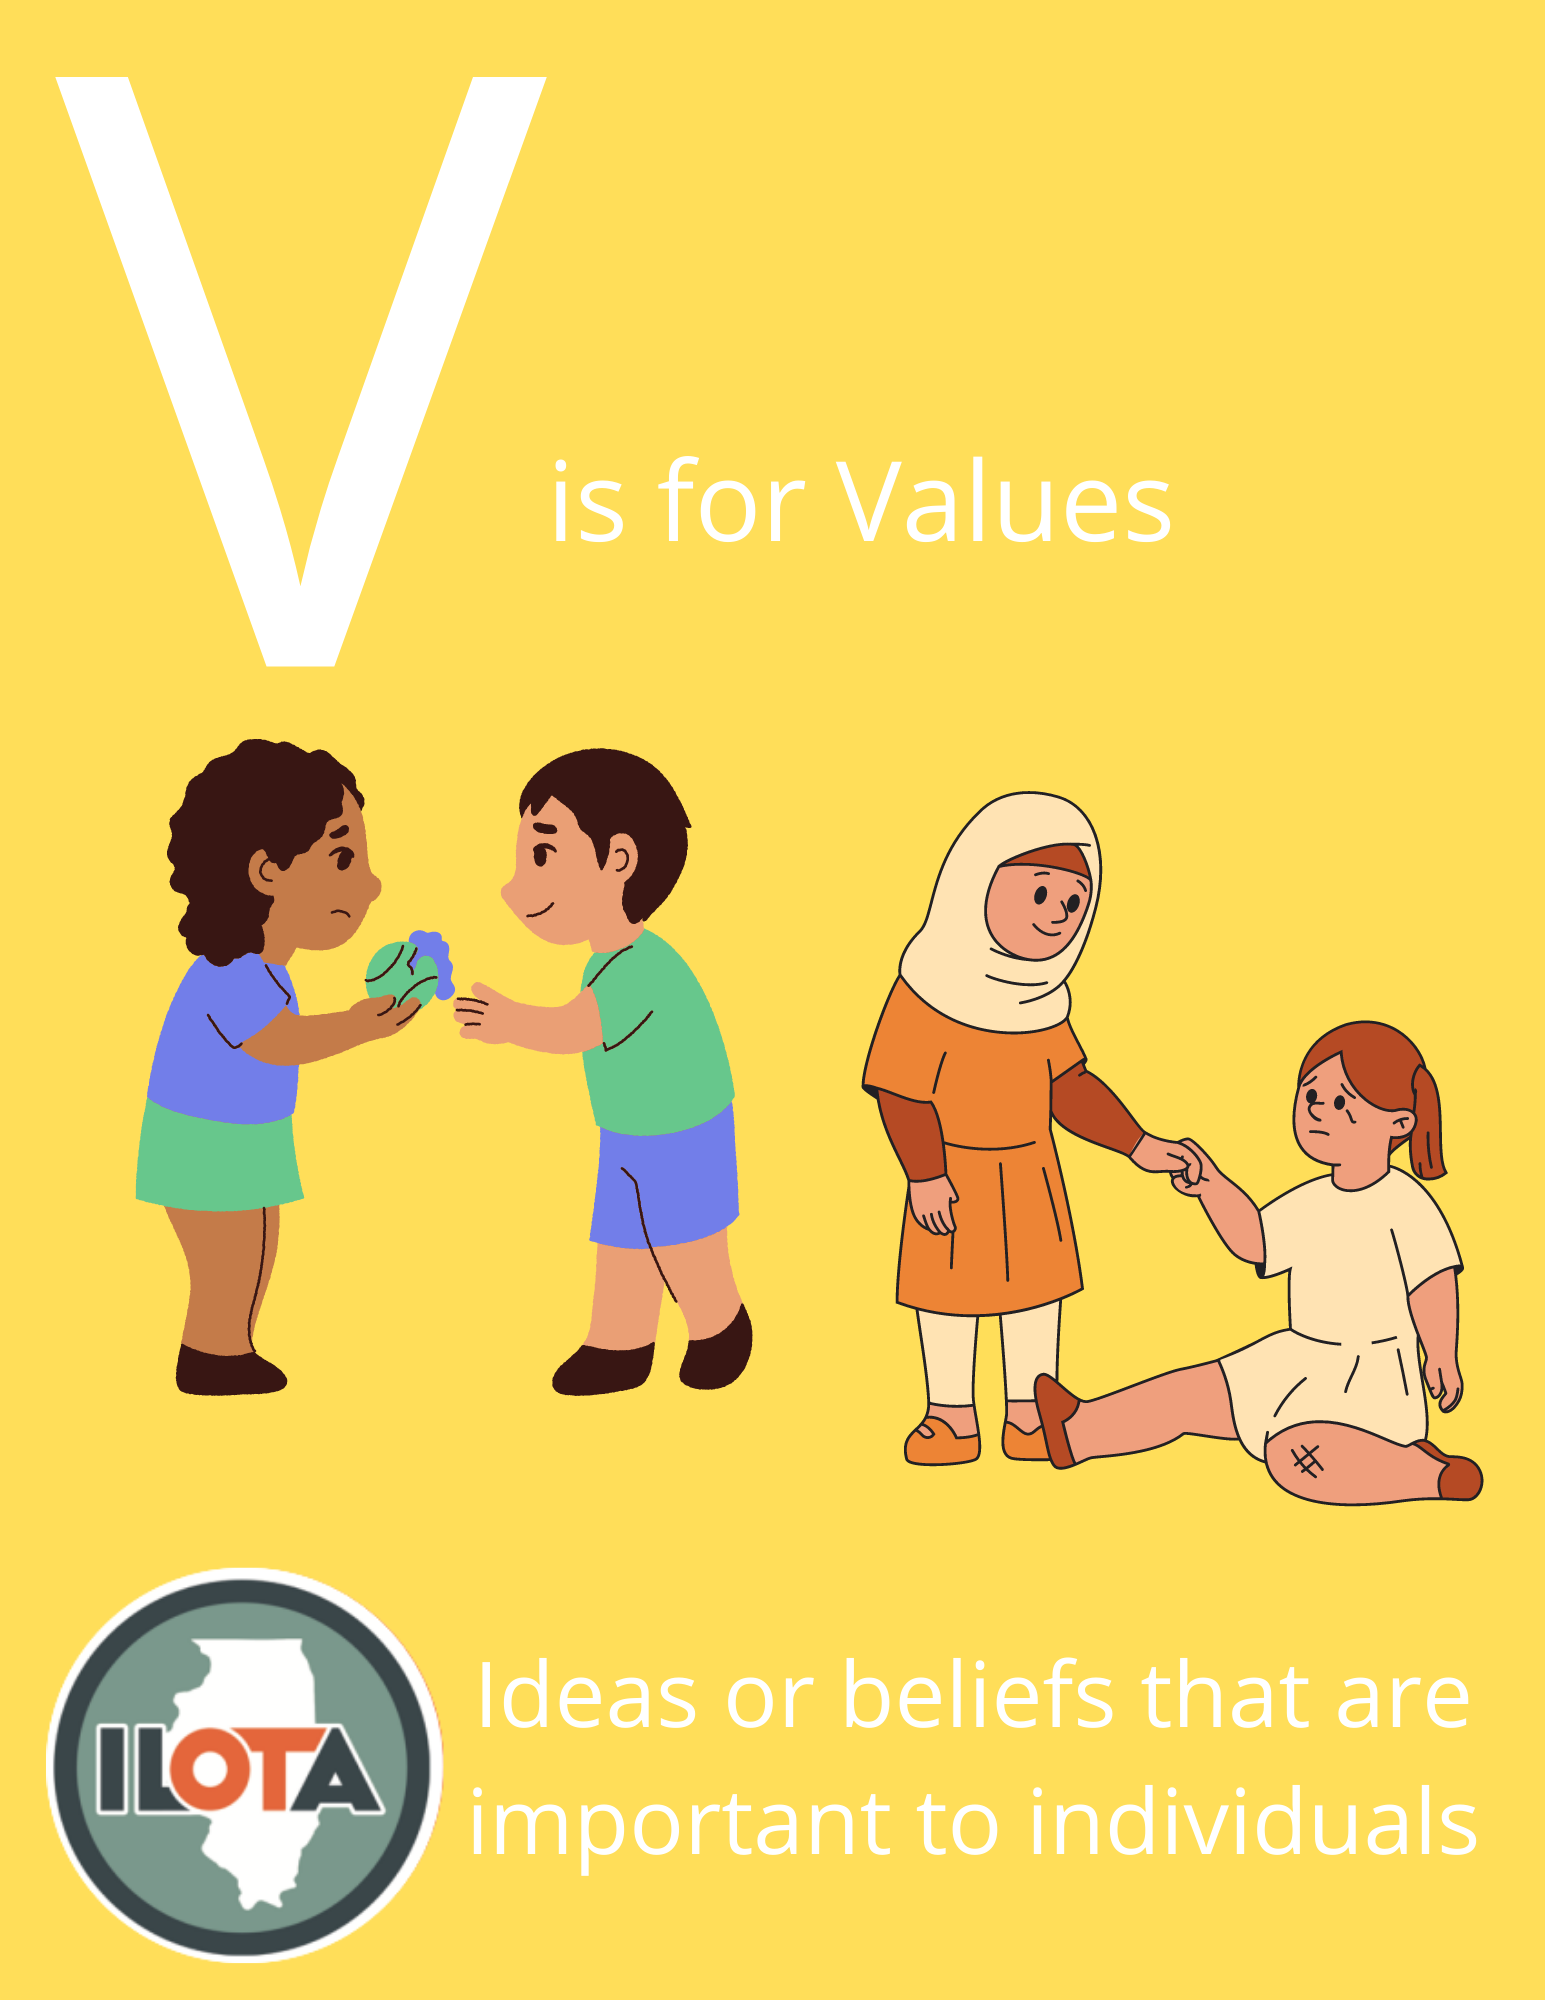 V
is for Values
ILOTA
Ideas or beliefs that are
important to individuals